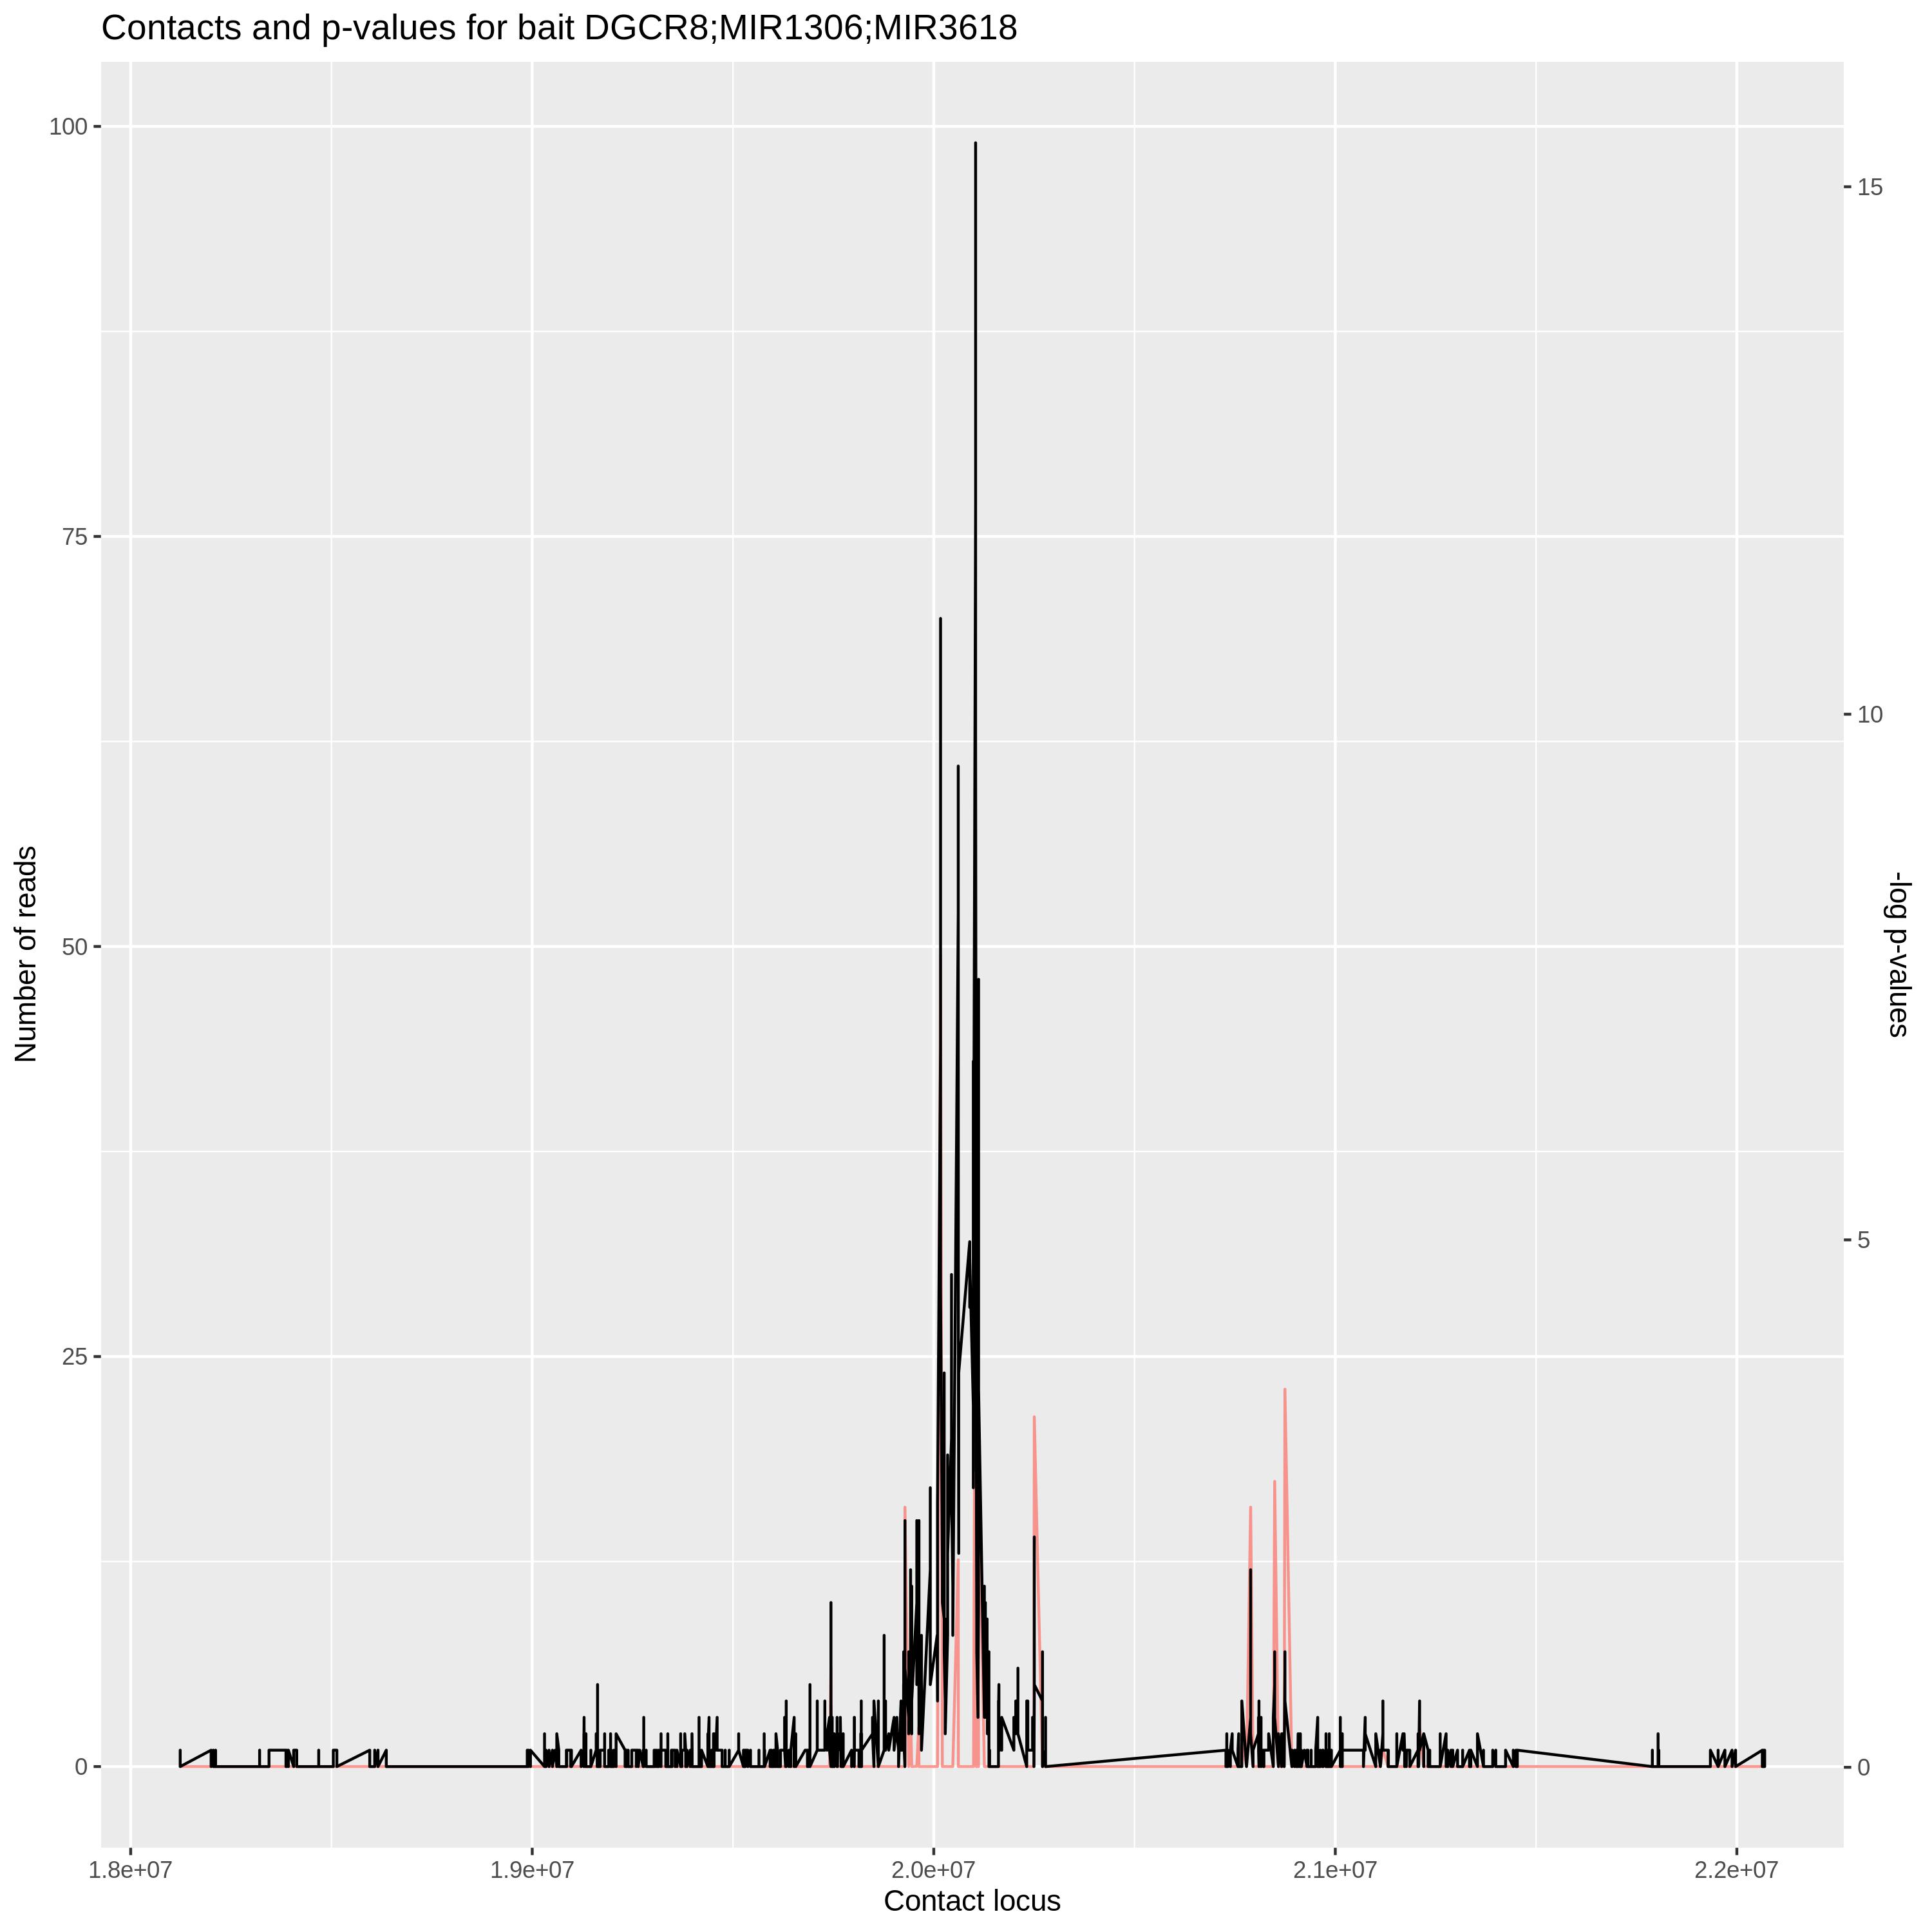 Contacts and p-values for bait DGCR8;MIR1306;MIR3618
100
75
50
25
0
Number of reads
15
10
5
0
-log p-values
1.8e+07
1.9e+07
2.0e+07
2.1e+07
2.2e+07
Contact locus